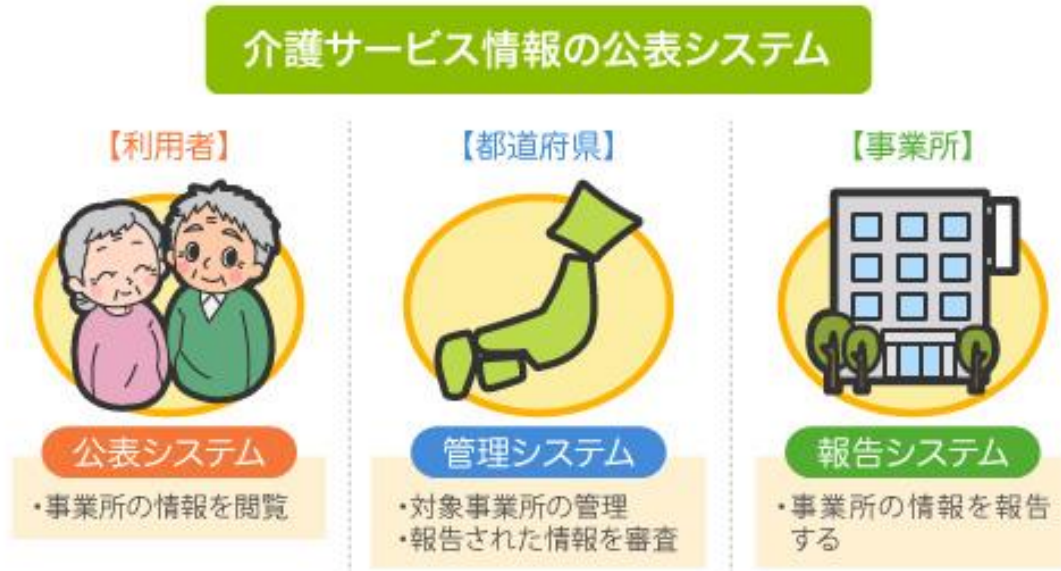 介護サービス情報の公表システム
【利用者】
公表システム
・事業所の情報を閲覧
【都道府県】
管理システム
・対象事業所の管理
・報告された情報を審査
【事業所】
報告システム
・事業所の情報を報告
する